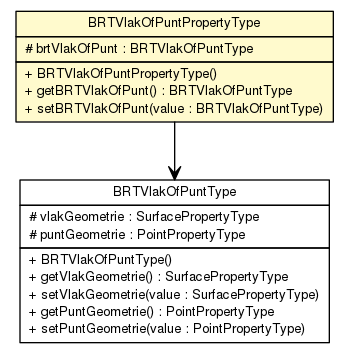 BRTVlakOfPuntPropertyType
# brtVlakOfPunt : BRTVlakOfPuntType
+ BRTVlakOfPuntPropertyType()
+ getBRTVlakOfPunt() : BRTVlakOfPuntType
+ setBRTVlakOfPunt(value : BRTVlakOfPuntType)
BRTVlakOfPuntType
# vlakGeometrie : SurfacePropertyType
# puntGeometrie : PointPropertyType
+ BRTVlakOfPuntType()
+ getVlakGeometrie() : SurfacePropertyType
+ setVlakGeometrie(value : SurfacePropertyType)
+ getPuntGeometrie() : PointPropertyType
+ setPuntGeometrie(value : PointPropertyType)